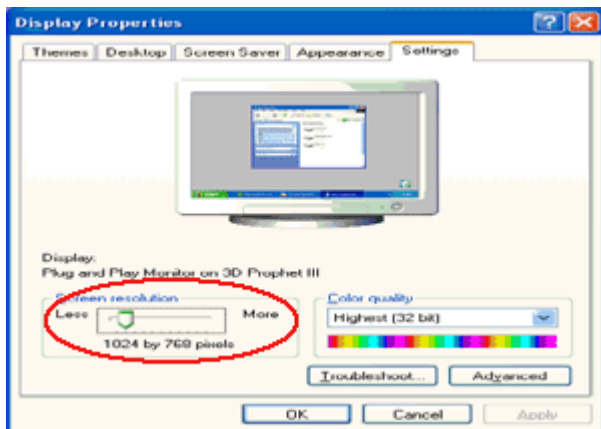 Display Properties
Themes Desktop Screen Saver Appearance Settings
Display:
Plug and Play Monitor on 3D Prophet III
Screen resolution
Less More
1024 by 768 pixels
Color quality
Highest (32 bit)
Troubleshoot... Advanced
OK Cancel Apply